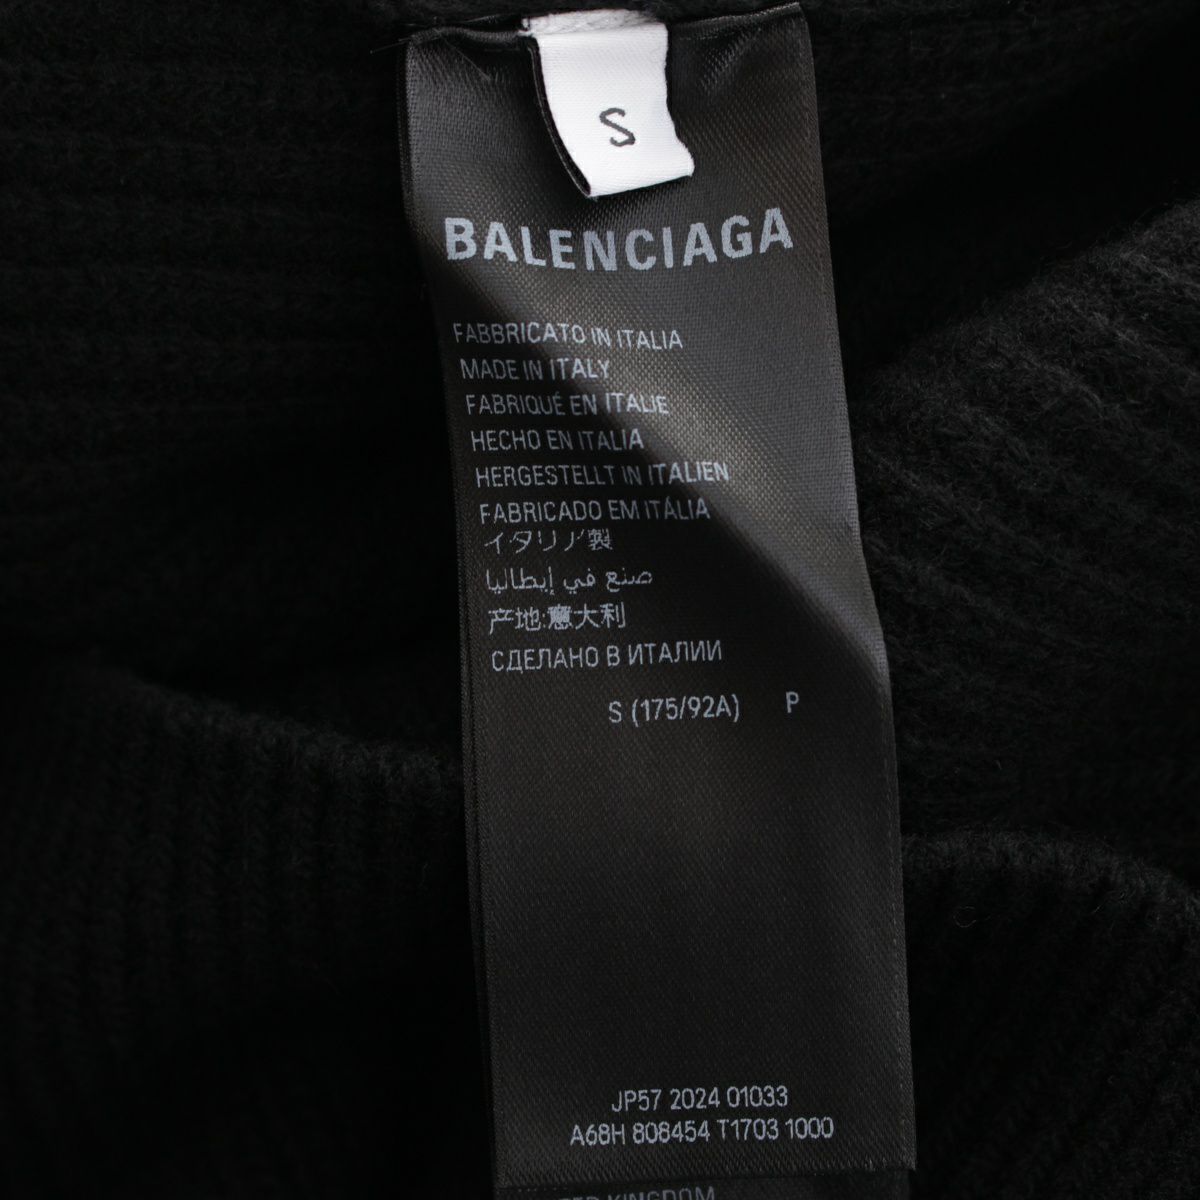 S
BALENCIAGA
FABBRICATO IN ITALIA
MADE IN ITALY
FABRIQUÉ EN ITALIE
HECHO EN ITALIA
HERGESTELLT IN ITALIEN
FABRICADO EM ITÁLIA
イタリア製
صنع في إيطاليا
产地:意大利
СДЕЛАНО В ИТАЛИИ
S (175/92A) P
JP57 2024 01033
A68H 808454 T1703 1000
KINGDOM